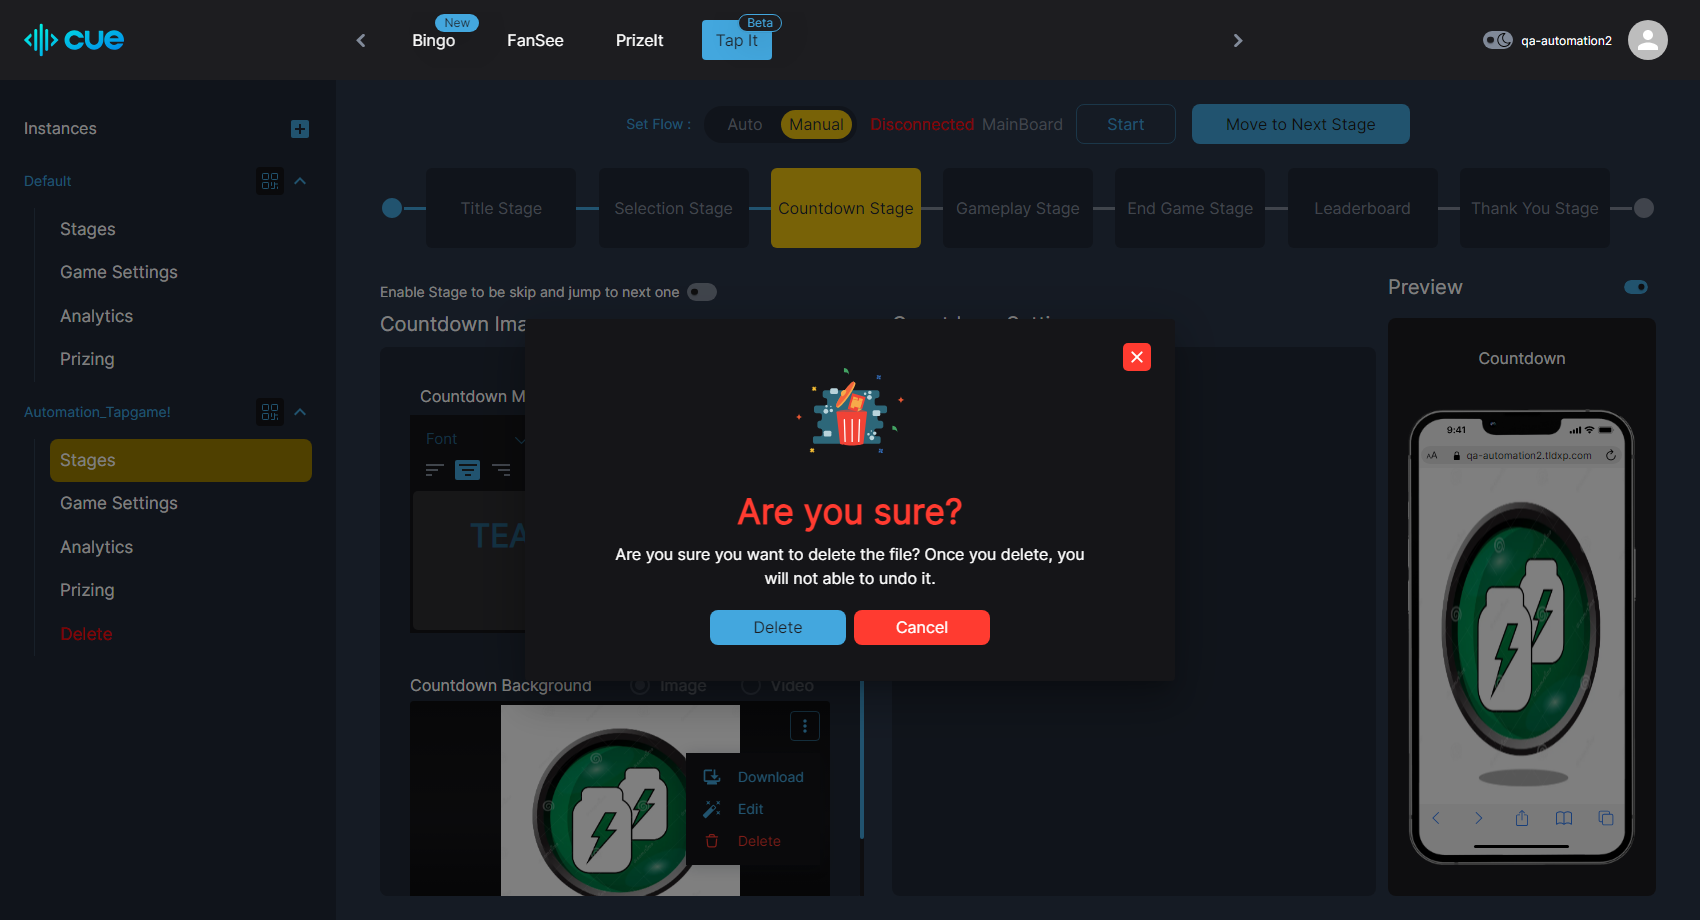 cue
Bingo
New
FanSee
PrizeIt
Tap It
Beta
qa-automation2
Instances
Default
Stages
Game Settings
Analytics
Prizing
Automation_Tapgame!
Stages
Game Settings
Analytics
Prizing
Delete
Set Flow :
Auto
Manual
Disconnected MainBoard
Start
Move to Next Stage
Title Stage
Selection Stage
Countdown Stage
Gameplay Stage
End Game Stage
Leaderboard
Thank You Stage
Enable Stage to be skip and jump to next one
Countdown Ima
Countdown M
Font
TEA
Are you sure?
Are you sure you want to delete the file? Once you delete, you
will not able to undo it.
Delete
Cancel
Countdown Background
Image
Video
Download
Edit
Delete
Preview
Countdown
9:41
AA
qa-automation2.tldxp.com